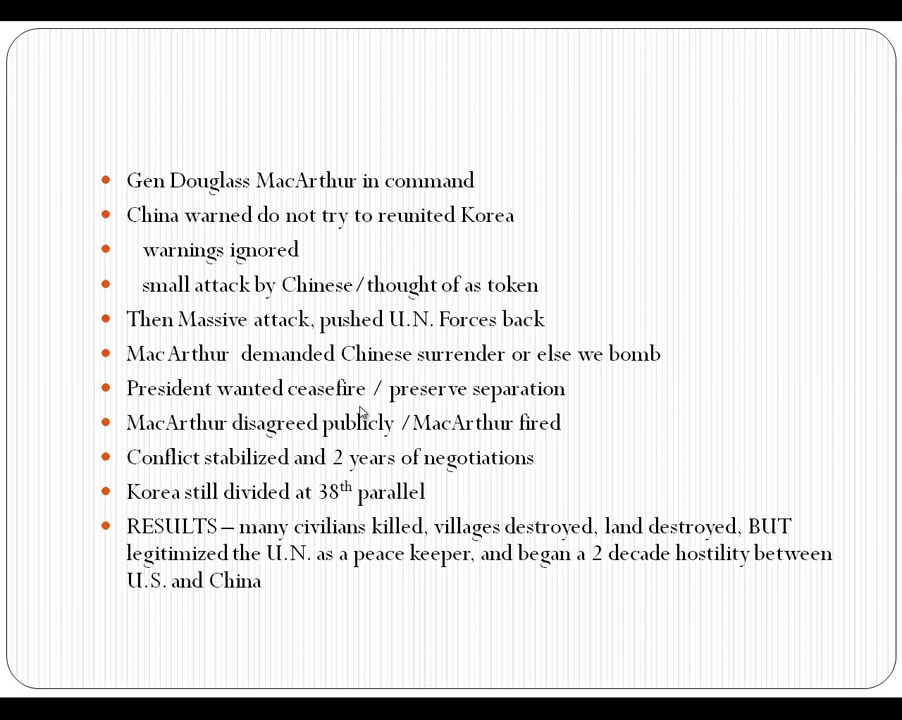 Gen Douglass MacArthur in command
China warned do not try to reunited Korea
warnings ignored
small attack by Chinese/thought of as token
Then Massive attack, pushed U.N. Forces back
MacArthur demanded Chinese surrender or else we bomb
President wanted ceasefire / preserve separation
MacArthur disagreed publicly /MacArthur fired
Conflict stabilized and 2 years of negotiations
Korea still divided at 38th parallel
RESULTS – many civilians killed, villages destroyed, land destroyed, BUT
legitimized the U.N. as a peace keeper, and began a 2 decade hostility between
U.S. and China